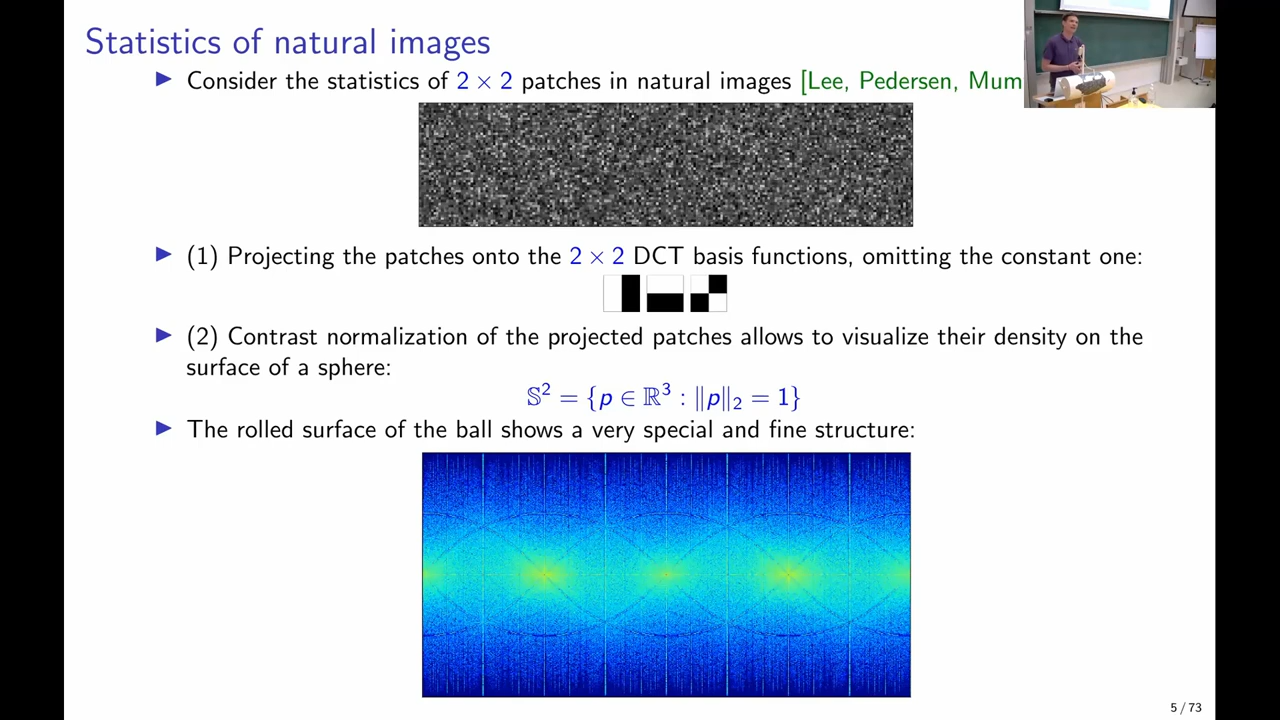 Statistics of natural images
▶ Consider the statistics of 2 × 2 patches in natural images [Lee, Pedersen, Mum
▶ (1) Projecting the patches onto the 2 × 2 DCT basis functions, omitting the constant one:
▶ (2) Contrast normalization of the projected patches allows to visualize their density on the
surface of a sphere:
𝕊² = {p ∈ ℝ³ : ‖p‖₂ = 1}
▶ The rolled surface of the ball shows a very special and fine structure:
5 / 73